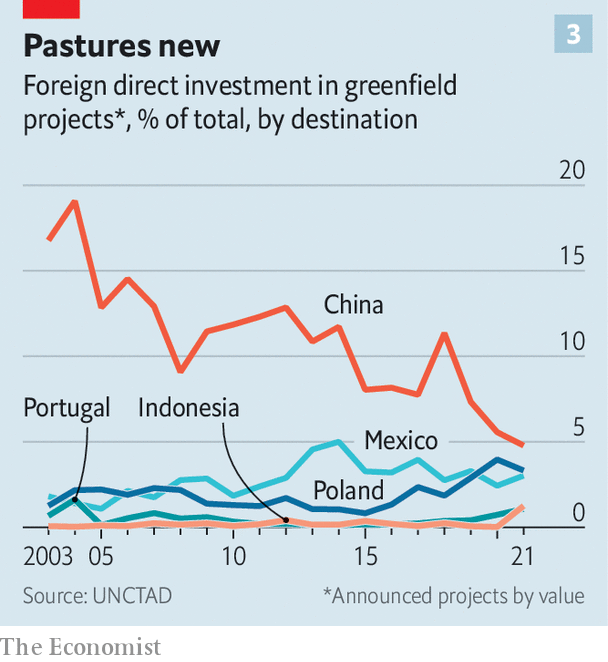 Pastures new
3
Foreign direct investment in greenfield
projects*, % of total, by destination
20
15
China
10
Portugal
Indonesia
5
Mexico
Poland
0
2003 05 10 15 21
Source: UNCTAD *Announced projects by value
The Economist